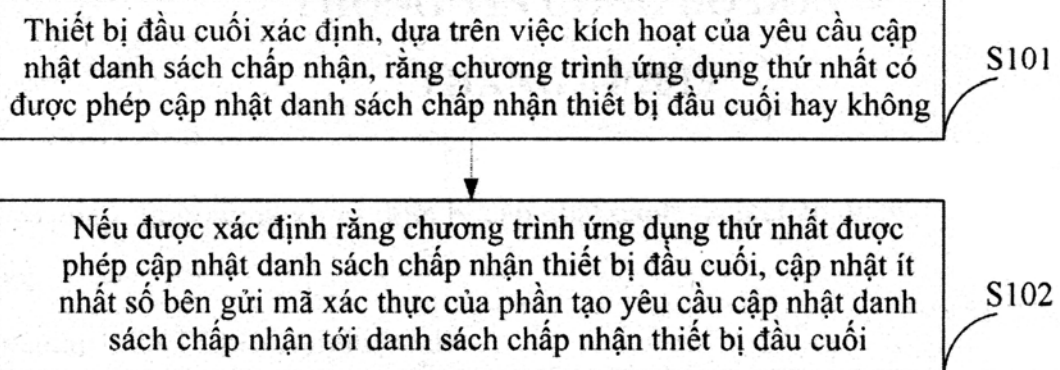 Thiết bị đầu cuối xác định, dựa trên việc kích hoạt của yêu cầu cập
nhật danh sách chấp nhận, rằng chương trình ứng dụng thứ nhất có
được phép cập nhật danh sách chấp nhận thiết bị đầu cuối hay không
S101
Nếu được xác định rằng chương trình ứng dụng thứ nhất được
phép cập nhật danh sách chấp nhận thiết bị đầu cuối, cập nhật ít
nhất số bên gửi mã xác thực của phần tạo yêu cầu cập nhật danh
sách chấp nhận tới danh sách chấp nhận thiết bị đầu cuối
S102